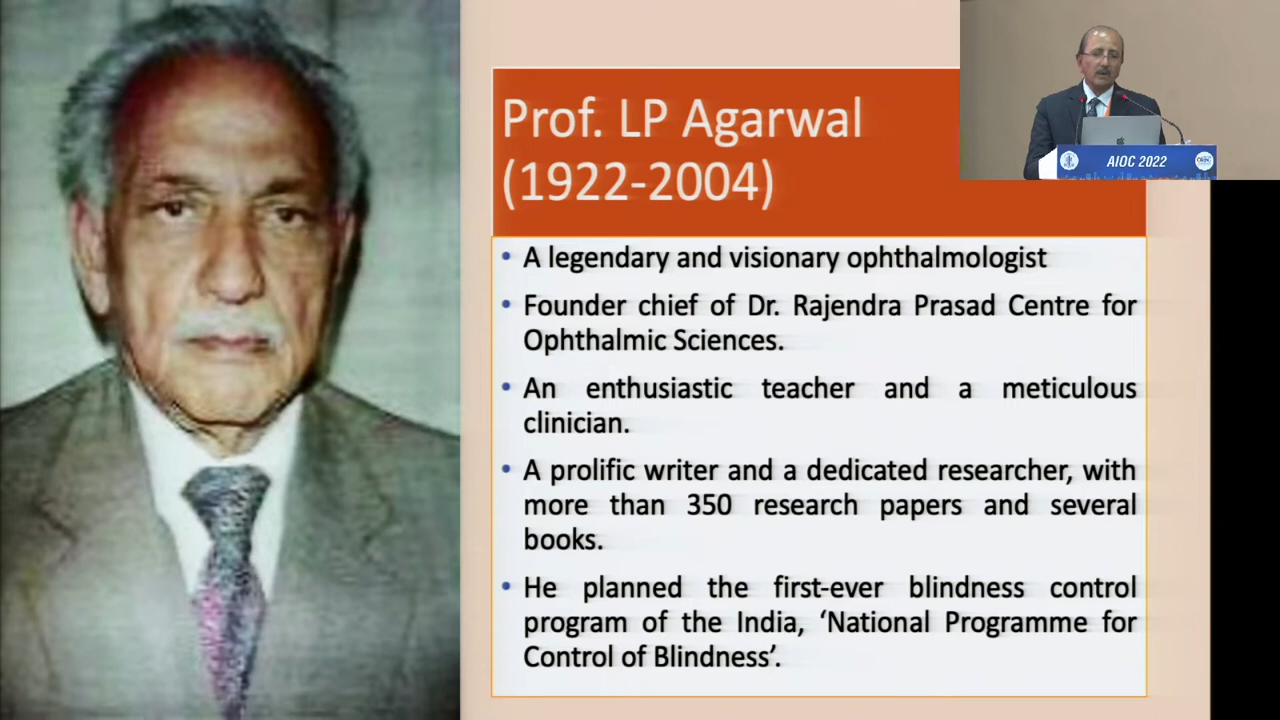 Prof. LP Agarwal
(1922-2004)
AIOC 2022
• A legendary and visionary ophthalmologist
• Founder chief of Dr. Rajendra Prasad Centre for
Ophthalmic Sciences.
• An enthusiastic teacher and a meticulous
clinician.
• A prolific writer and a dedicated researcher, with
more than 350 research papers and several
books.
• He planned the first-ever blindness control
program of the India, ‘National Programme for
Control of Blindness’.